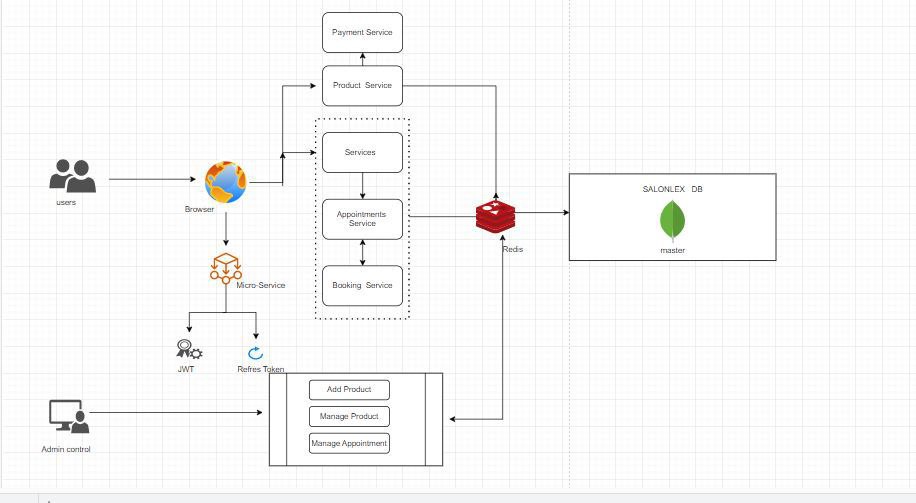 Payment Service
Product Service
Services
Appointments
Service
Booking Service
users
Browser
Micro-Service
JWT
Refres Token
Redis
SALONLEX DB
master
Admin control
Add Product
Manage Product
Manage Appointment